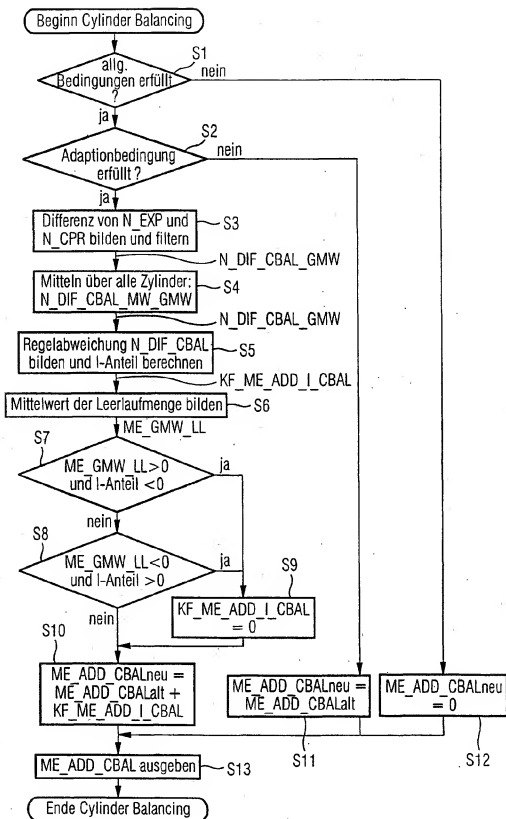 Beginn Cylinder Balancing
S1
allg.
Bedingungen erfüllt
?
nein
ja
S2
Adaptionbedingung
erfüllt ?
nein
ja
Differenz von N_EXP und
N_CPR bilden und filtern
S3
N_DIF_CBAL_GMW
Mitteln über alle Zylinder:
N_DIF_CBAL_MW_GMW
S4
N_DIF_CBAL_GMW
Regelabweichung N_DIF_CBAL
bilden und I-Anteil berechnen
S5
KF_ME_ADD_I_CBAL
Mittelwert der Leerlaufmenge bilden
S6
ME_GMW_LL
S7
ME_GMW_LL>0
und I-Anteil <0
ja
nein
S8
ME_GMW_LL<0
und I-Anteil >0
ja
nein
S9
KF_ME_ADD_I_CBAL
= 0
S10
ME_ADD_CBALneu =
ME_ADD_CBALalt +
KF_ME_ADD_I_CBAL
ME_ADD_CBALneu =
ME_ADD_CBALalt
S11
ME_ADD_CBALneu
= 0
S12
ME_ADD_CBAL ausgeben
S13
Ende Cylinder Balancing